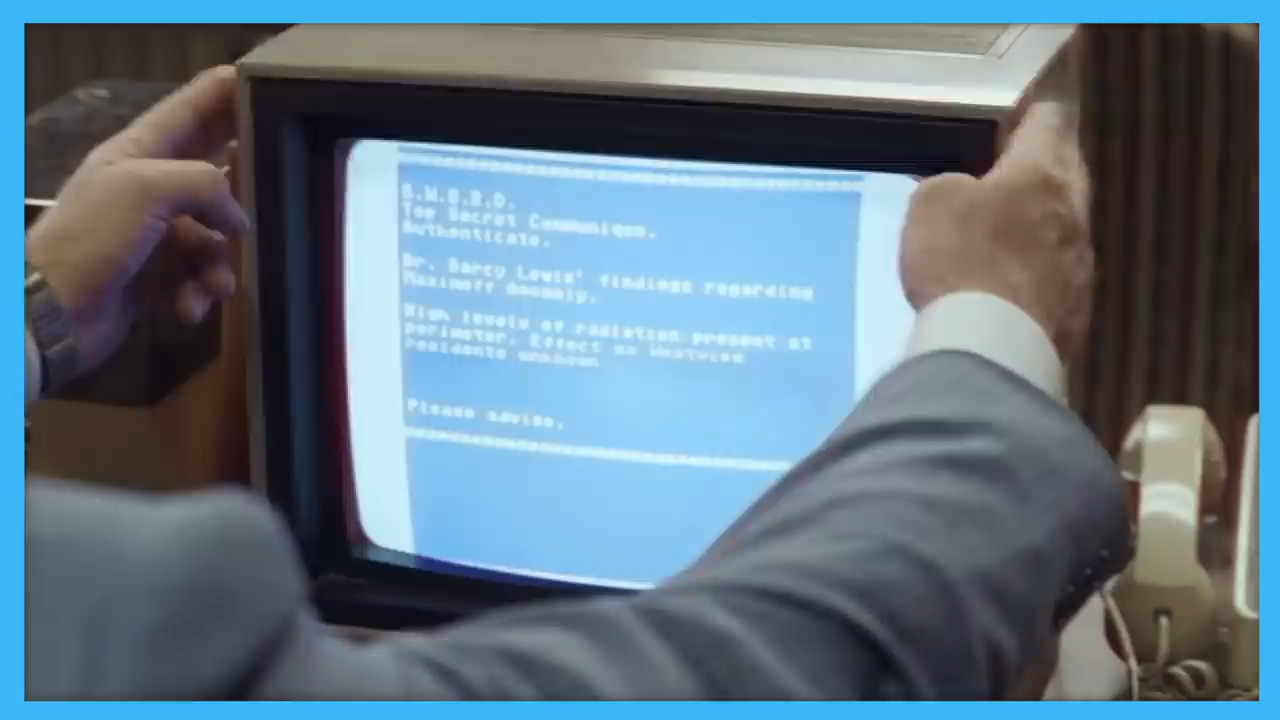 S.W.O.R.D.
Top Secret Communique.
Authenticate.
Dr. Darcy Lewis' findings regarding
Maximoff Anomaly.
High levels of radiation present at
perimeter. Effect on Westview
residents unknown.
Please advise.